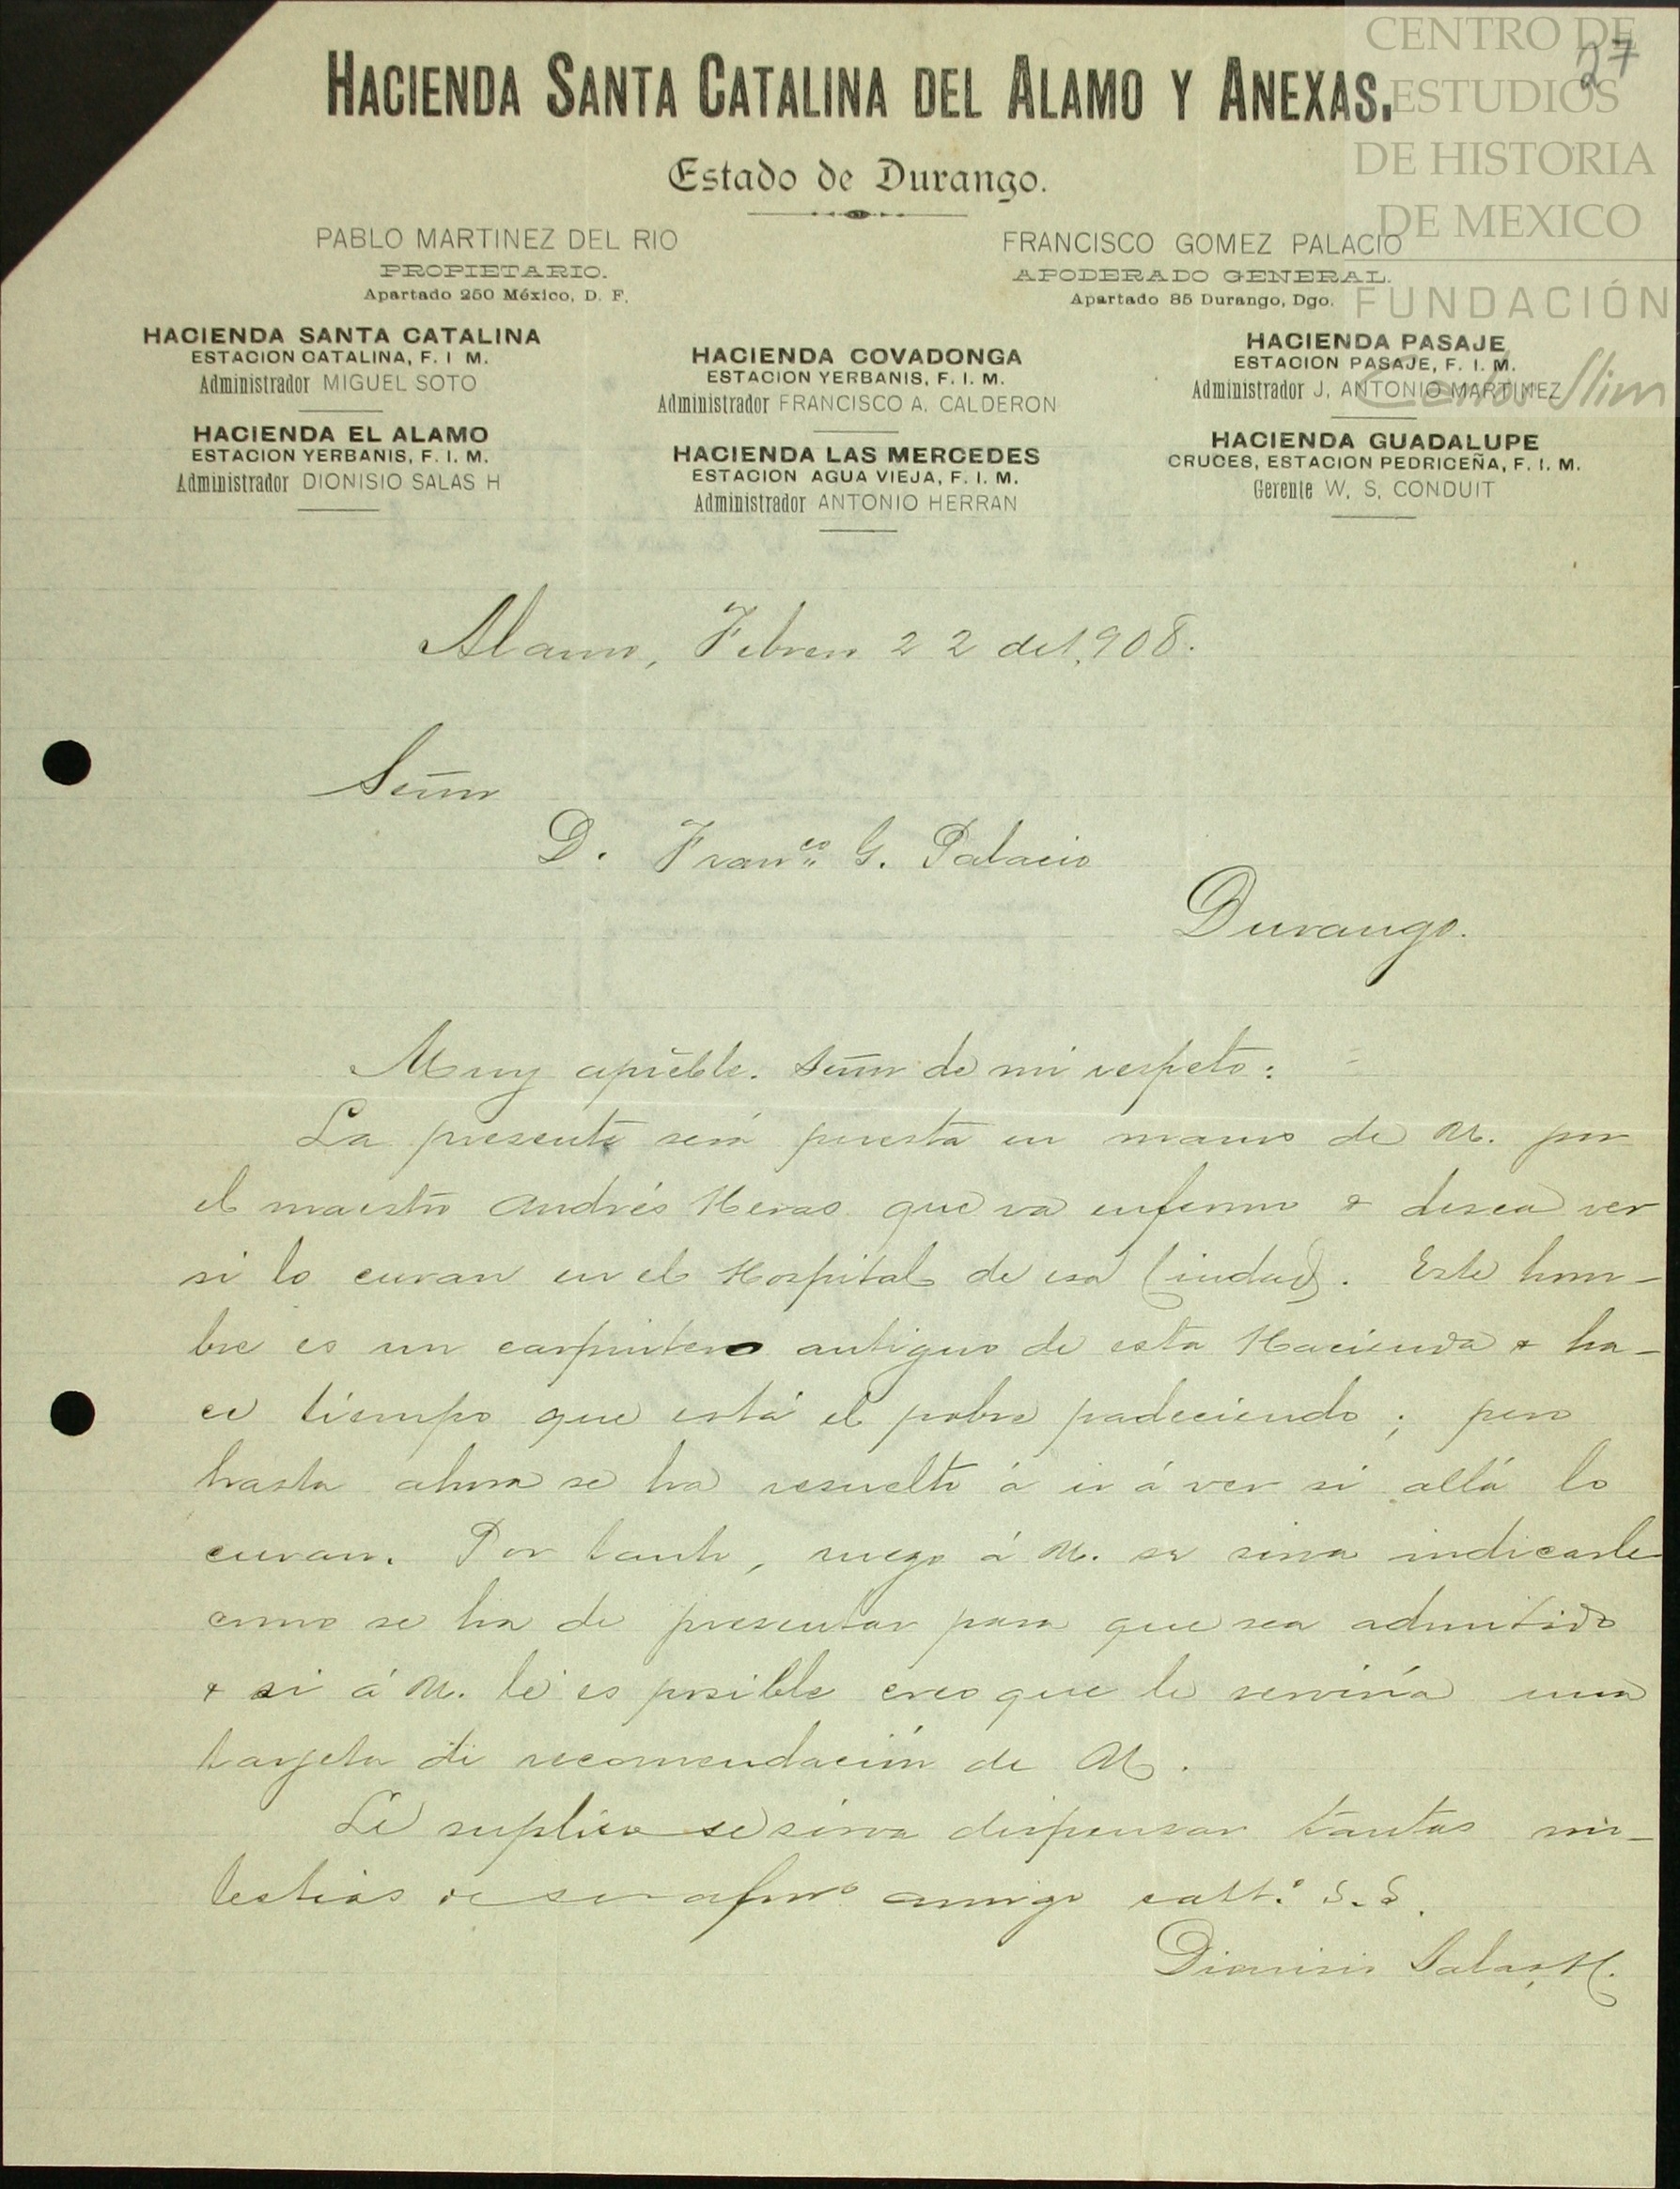 CENTRO DE
ESTUDIOS
DE HISTORIA
DE MEXICO
FUNDACIÓN
Carlos Slim
27
HACIENDA SANTA CATALINA DEL ALAMO Y ANEXAS.
Estado de Durango.
PABLO MARTINEZ DEL RIO
PROPIETARIO.
Apartado 250 México, D. F.
FRANCISCO GOMEZ PALACIO
APODERADO GENERAL.
Apartado 85 Durango, Dgo.
HACIENDA SANTA CATALINA
ESTACION CATALINA, F. I M.
Administrador MIGUEL SOTO
HACIENDA EL ALAMO
ESTACION YERBANIS, F. I. M.
Administrador DIONISIO SALAS H
HACIENDA COVADONGA
ESTACION YERBANIS, F. I. M.
Administrador FRANCISCO A. CALDERON
HACIENDA LAS MERCEDES
ESTACION AGUA VIEJA, F. I. M.
Administrador ANTONIO HERRAN
HACIENDA PASAJE
ESTACION PASAJE, F. I. M.
Administrador J. ANTONIO MARTINEZ
HACIENDA GUADALUPE
CRUCES, ESTACION PEDRICEÑA, F. I. M.
Gerente W. S. CONDUIT
Alamo, Febrero 22 de 1,908.
Señor
D. Franco. G. Palacio
Durango.
Muy apréble. Señor de mi respeto:
La presente será puesta en manos de U. por
el maestro Andrés Heras que va enfermo & desea ver
si lo curan en el Hospital de esa Ciudad. Este hom-
bre es un carpintero antiguo de esta Hacienda & ha-
ce tiempo que está el pobre padeciendo; pero
hasta ahora se ha resuelto á ir á ver si allá lo
curan. Por tanto, ruego á U. se sirva indicarle
como se ha de presentar para que sea admitido
& si á U. le es posible creo que le serviría una
tarjeta de recomendación de U.
Le suplico se sirva dispensar tantas mo-
lestias de su afmo. amigo y att.o S. S.
Dionisio Salas H.